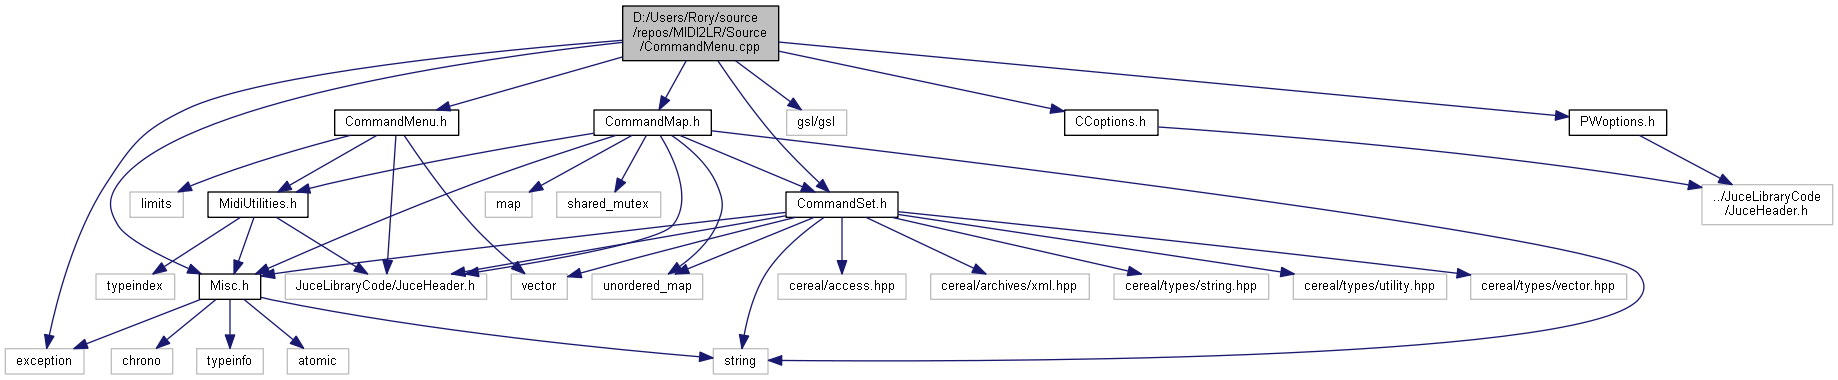 D:/Users/Rory/source
/repos/MIDI2LR/Source
/CommandMenu.cpp
CommandMenu.h
CommandMap.h
gsl/gsl
CCoptions.h
PWoptions.h
limits
MidiUtilities.h
map
shared_mutex
CommandSet.h
../JuceLibraryCode
/JuceHeader.h
typeindex
Misc.h
JuceLibraryCode/JuceHeader.h
vector
unordered_map
cereal/access.hpp
cereal/archives/xml.hpp
cereal/types/string.hpp
cereal/types/utility.hpp
cereal/types/vector.hpp
exception
chrono
typeinfo
atomic
string